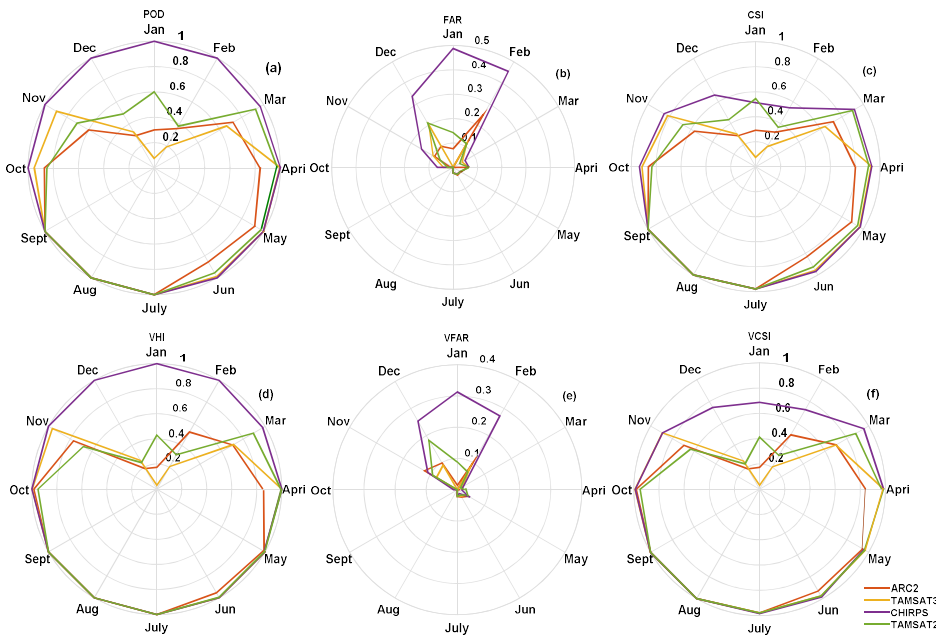 POD
Jan
1
Feb
0.8
0.6
0.4
0.2
Mar
Apri
May
Jun
July
Aug
Sept
Oct
Nov
Dec
(a)
FAR
Jan
0.5
Feb
0.4
0.3
0.2
0.1
Mar
Apri
May
Jun
July
Aug
Sept
Oct
Nov
Dec
(b)
CSI
Jan
1
Feb
0.8
0.6
0.4
0.2
Mar
Apri
May
Jun
July
Aug
Sept
Oct
Nov
Dec
(c)
VHI
Jan
1
Feb
0.8
0.6
0.4
0.2
Mar
Apri
May
Jun
July
Aug
Sept
Oct
Nov
Dec
(d)
VFAR
Jan
0.4
Feb
0.3
0.2
0.1
Mar
Apri
May
Jun
July
Aug
Sept
Oct
Nov
Dec
(e)
VCSI
Jan
1
Feb
0.8
0.6
0.4
0.2
Mar
Apri
May
Jun
July
Aug
Sept
Oct
Nov
Dec
(f)
ARC2
TAMSAT3
CHIRPS
TAMSAT2